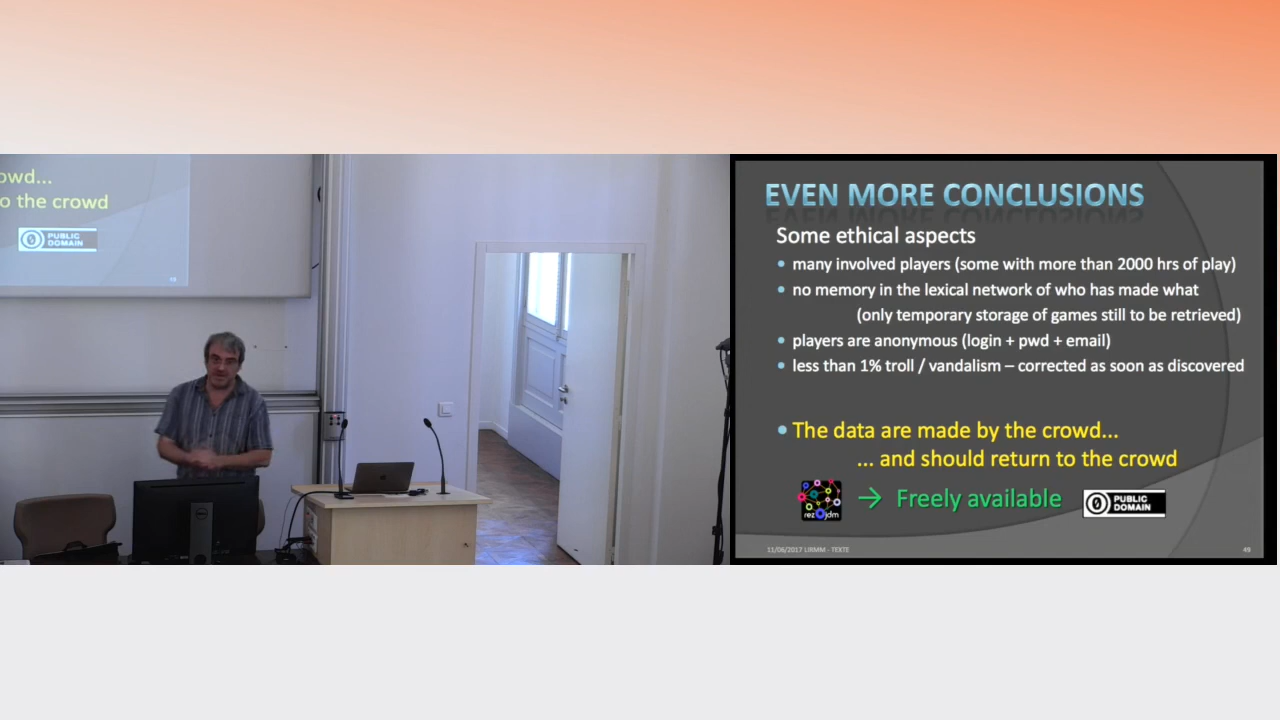 owd...
o the crowd
PUBLIC
DOMAIN
EVEN MORE CONCLUSIONS
Some ethical aspects
• many involved players (some with more than 2000 hrs of play)
• no memory in the lexical network of who has made what
(only temporary storage of games still to be retrieved)
• players are anonymous (login + pwd + email)
• less than 1% troll / vandalism – corrected as soon as discovered
• The data are made by the crowd...
... and should return to the crowd
rezojdm
→ Freely available
PUBLIC
DOMAIN
11/06/2017 LIRMM - TEXTE
49